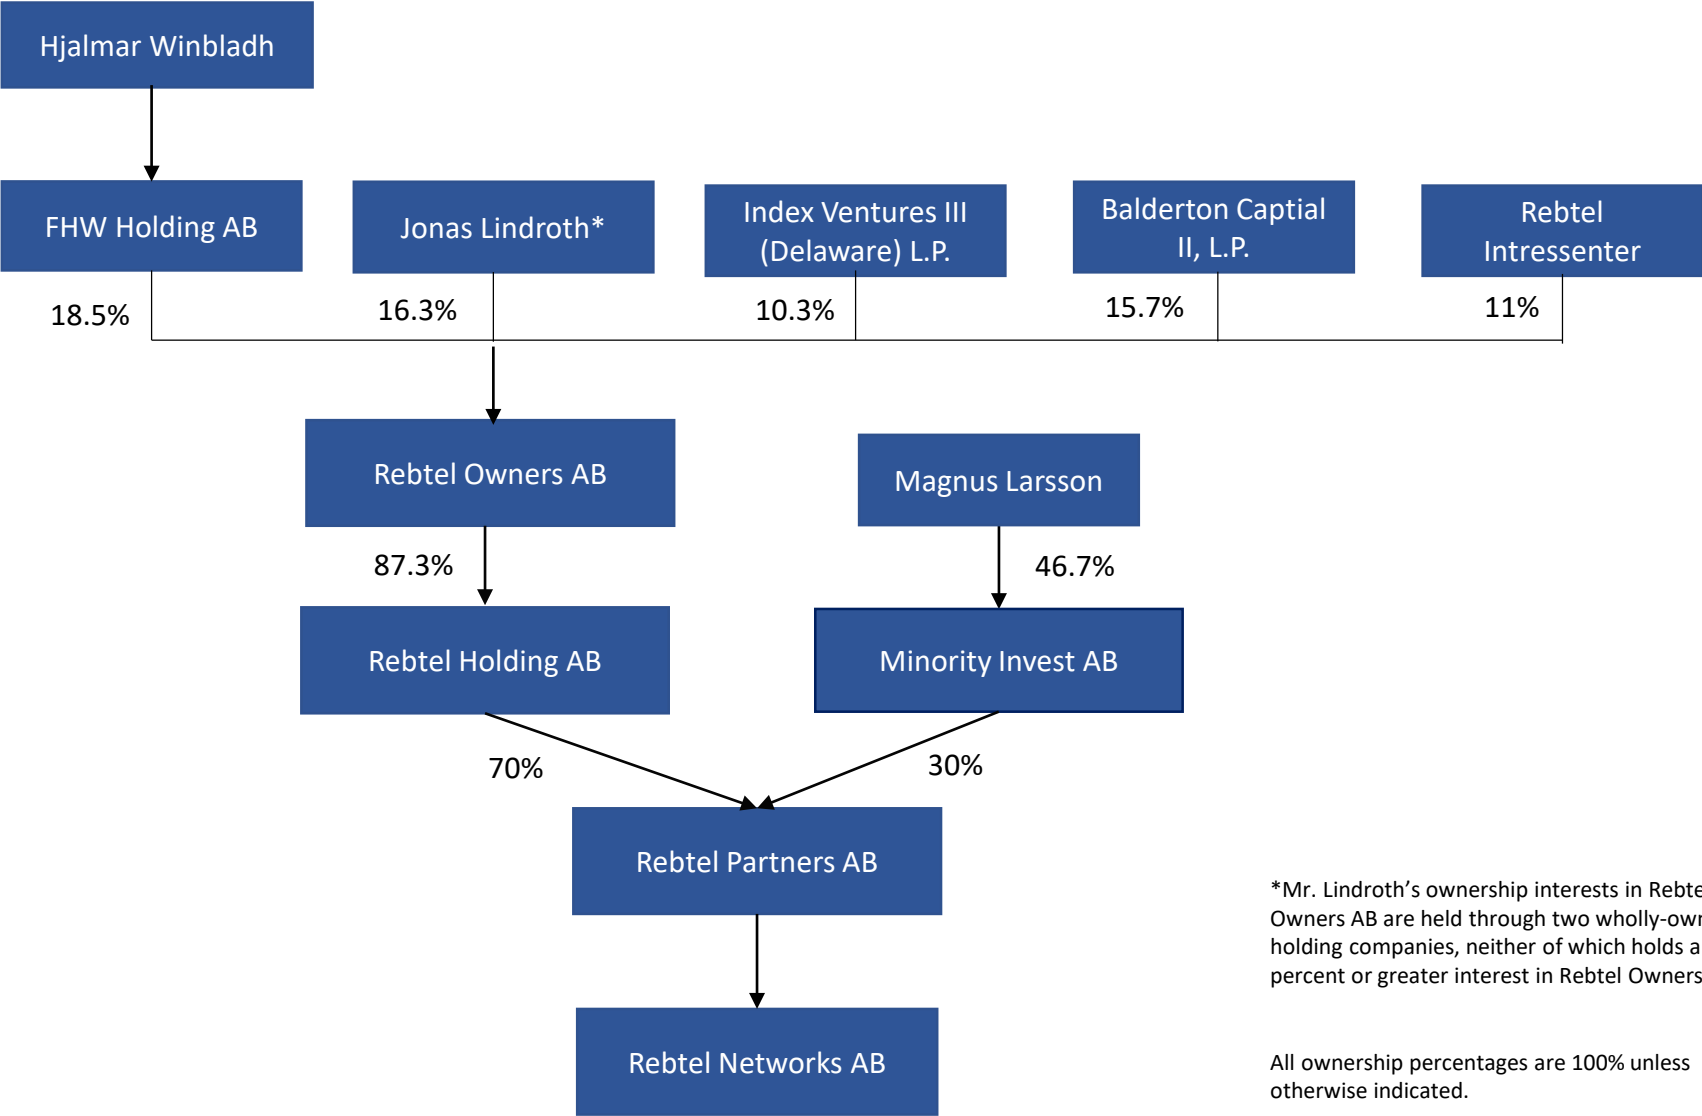 Hjalmar Winbladh
FHW Holding AB
Jonas Lindroth*
Index Ventures III
(Delaware) L.P.
Balderton Captial
II, L.P.
Rebtel
Intressenter
18.5%
16.3%
10.3%
15.7%
11%
Rebtel Owners AB
Magnus Larsson
87.3%
46.7%
Rebtel Holding AB
Minority Invest AB
70%
30%
Rebtel Partners AB
Rebtel Networks AB
*Mr. Lindroth’s ownership interests in Rebte
Owners AB are held through two wholly-own
holding companies, neither of which holds a
percent or greater interest in Rebtel Owners
All ownership percentages are 100% unless
otherwise indicated.